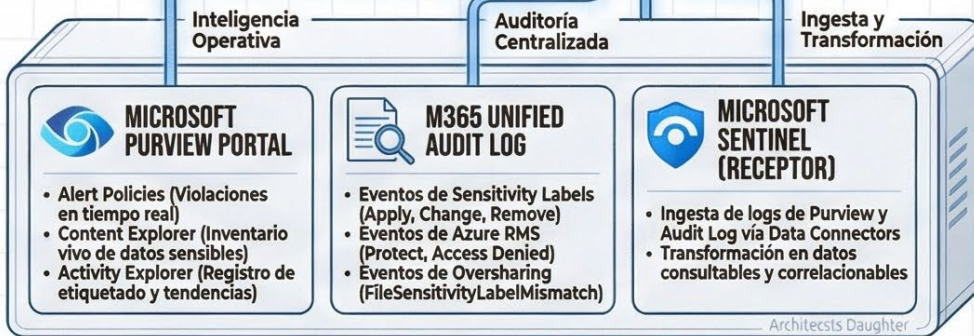 Inteligencia
Operativa
Auditoría
Centralizada
Ingesta y
Transformación
MICROSOFT
PURVIEW PORTAL
• Alert Policies (Violaciones
en tiempo real)
• Content Explorer (Inventario
vivo de datos sensibles)
• Activity Explorer (Registro de
etiquetado y tendencias)
M365 UNIFIED
AUDIT LOG
• Eventos de Sensitivity Labels
(Apply, Change, Remove)
• Eventos de Azure RMS
(Protect, Access Denied)
• Eventos de Oversharing
(FileSensitivityLabelMismatch)
MICROSOFT
SENTINEL
(RECEPTOR)
• Ingesta de logs de Purview y
Audit Log vía Data Connectors
• Transformación en datos
consultables y correlacionables
Architecsts Daughter